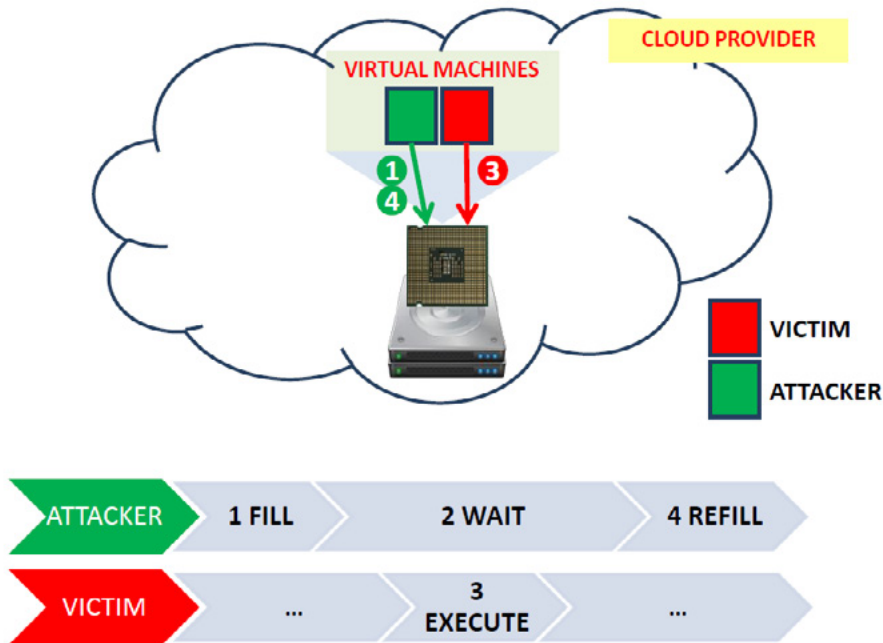 CLOUD PROVIDER
VIRTUAL MACHINES
1
4
3
VICTIM
ATTACKER
ATTACKER 1 FILL 2 WAIT 4 REFILL
VICTIM ... 3 EXECUTE ...